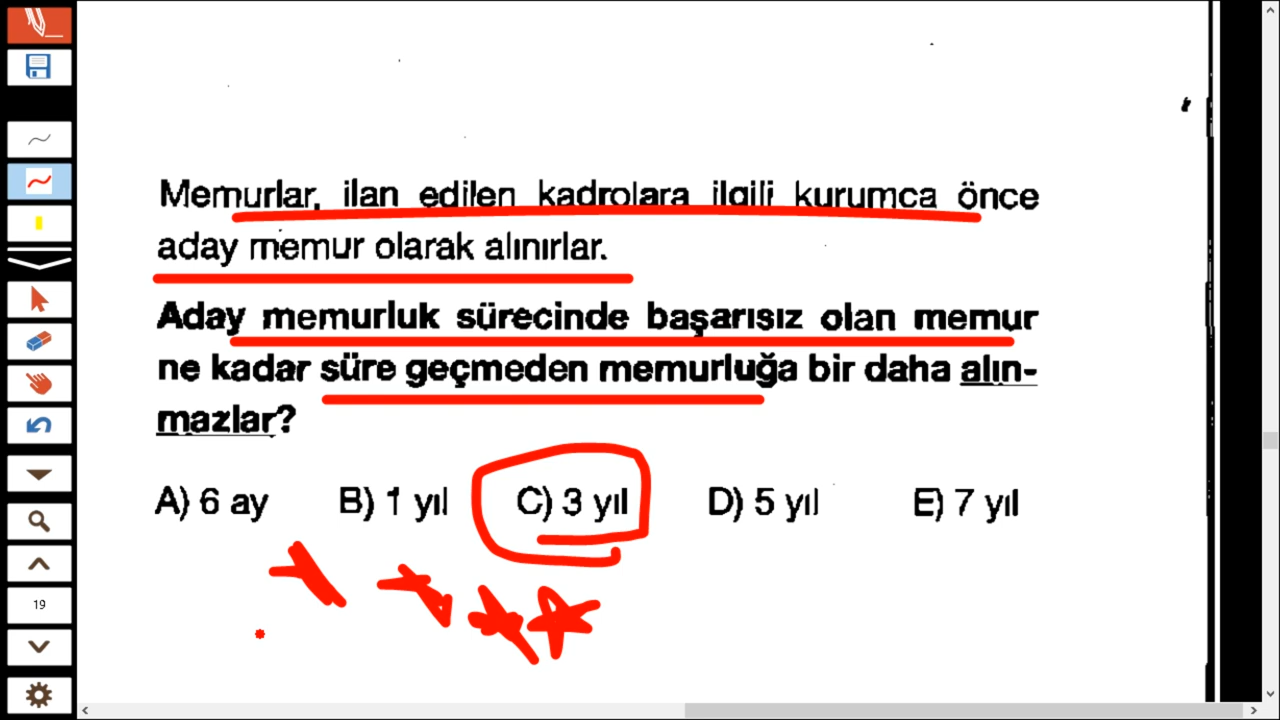 Memurlar, ilan edilen kadrolara ilgili kurumca önce
aday memur olarak alınırlar.
Aday memurluk sürecinde başarısız olan memur
ne kadar süre geçmeden memurluğa bir daha alın-
mazlar?
A) 6 ay B) 1 yıl C) 3 yıl D) 5 yıl E) 7 yıl
19